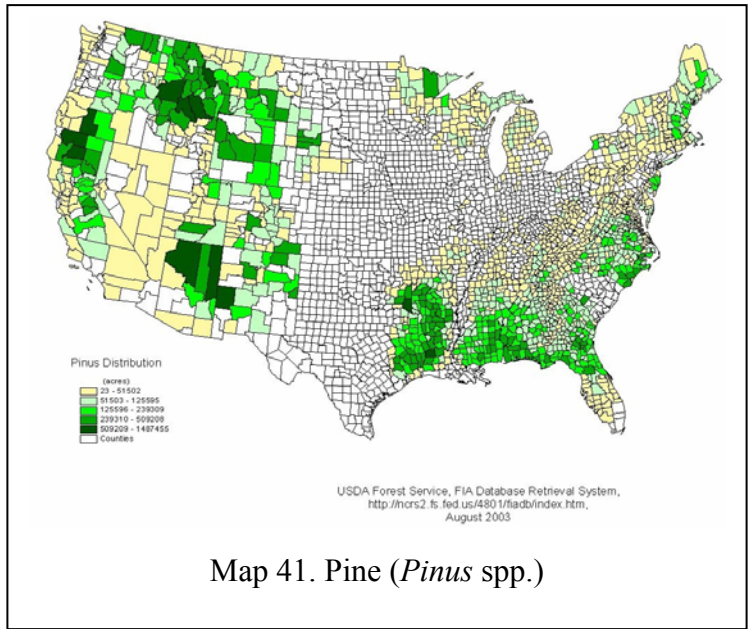 Pinus Distribution
(acres)
23 - 51502
51503 - 125595
125596 - 239309
239310 - 509208
509209 - 1487455
Counties
USDA Forest Service, FIA Database Retrieval System,
http://ncrs2.fs.fed.us/4801/fiadb/index.htm,
August 2003
Map 41. Pine (Pinus spp.)